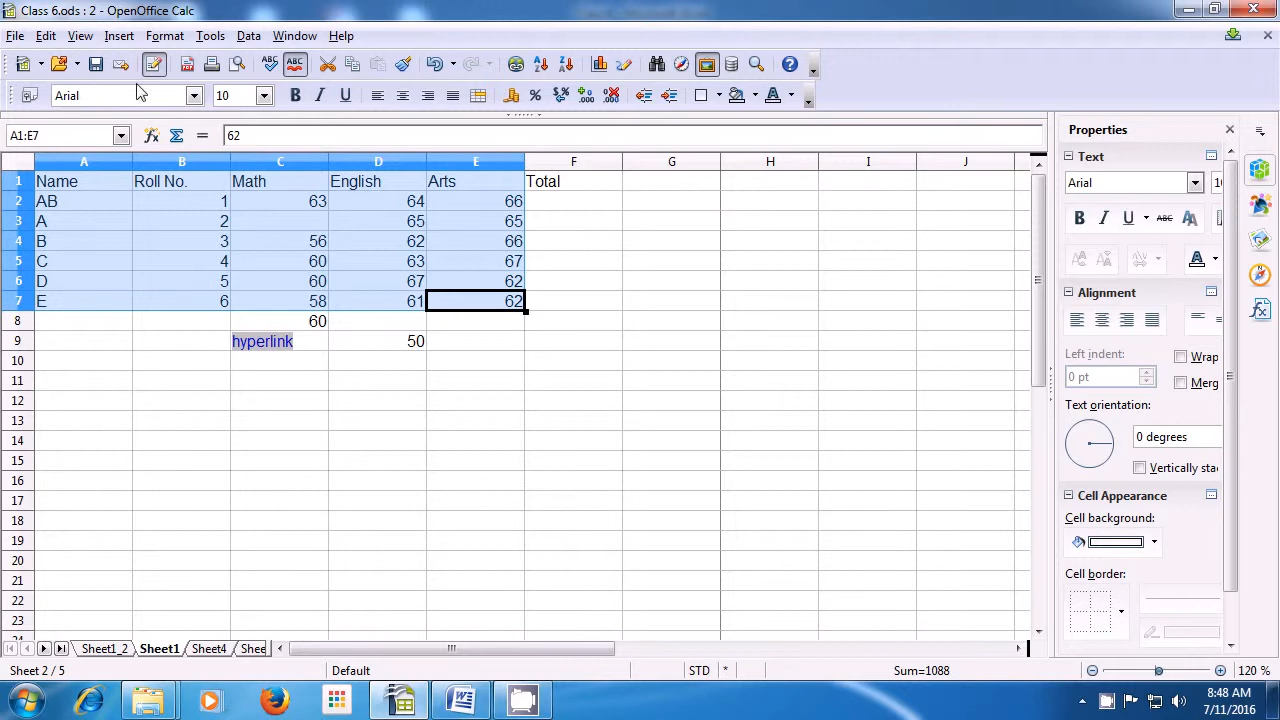 Class 6.ods : 2 - OpenOffice Calc
File Edit View Insert Format Tools Data Window Help
Arial 10
A1:E7 62
A B C D E F G H I J
1 Name Roll No. Math English Arts Total
2 AB 1 63 64 66
3 A 2 65 65
4 B 3 56 62 66
5 C 4 60 63 67
6 D 5 60 67 62
7 E 6 58 61 62
8 60
9 hyperlink 50
10
11
12
13
14
15
16
17
18
19
20
21
22
23
24
Properties
Text
Arial 10
Alignment
Left indent: Wrap
0 pt Merg
Text orientation:
0 degrees
Vertically stac
Cell Appearance
Cell background:
Cell border:
Sheet1_2 Sheet1 Sheet4 Shee
Sheet 2 / 5 Default STD * Sum=1088 120 %
8:48 AM
7/11/2016